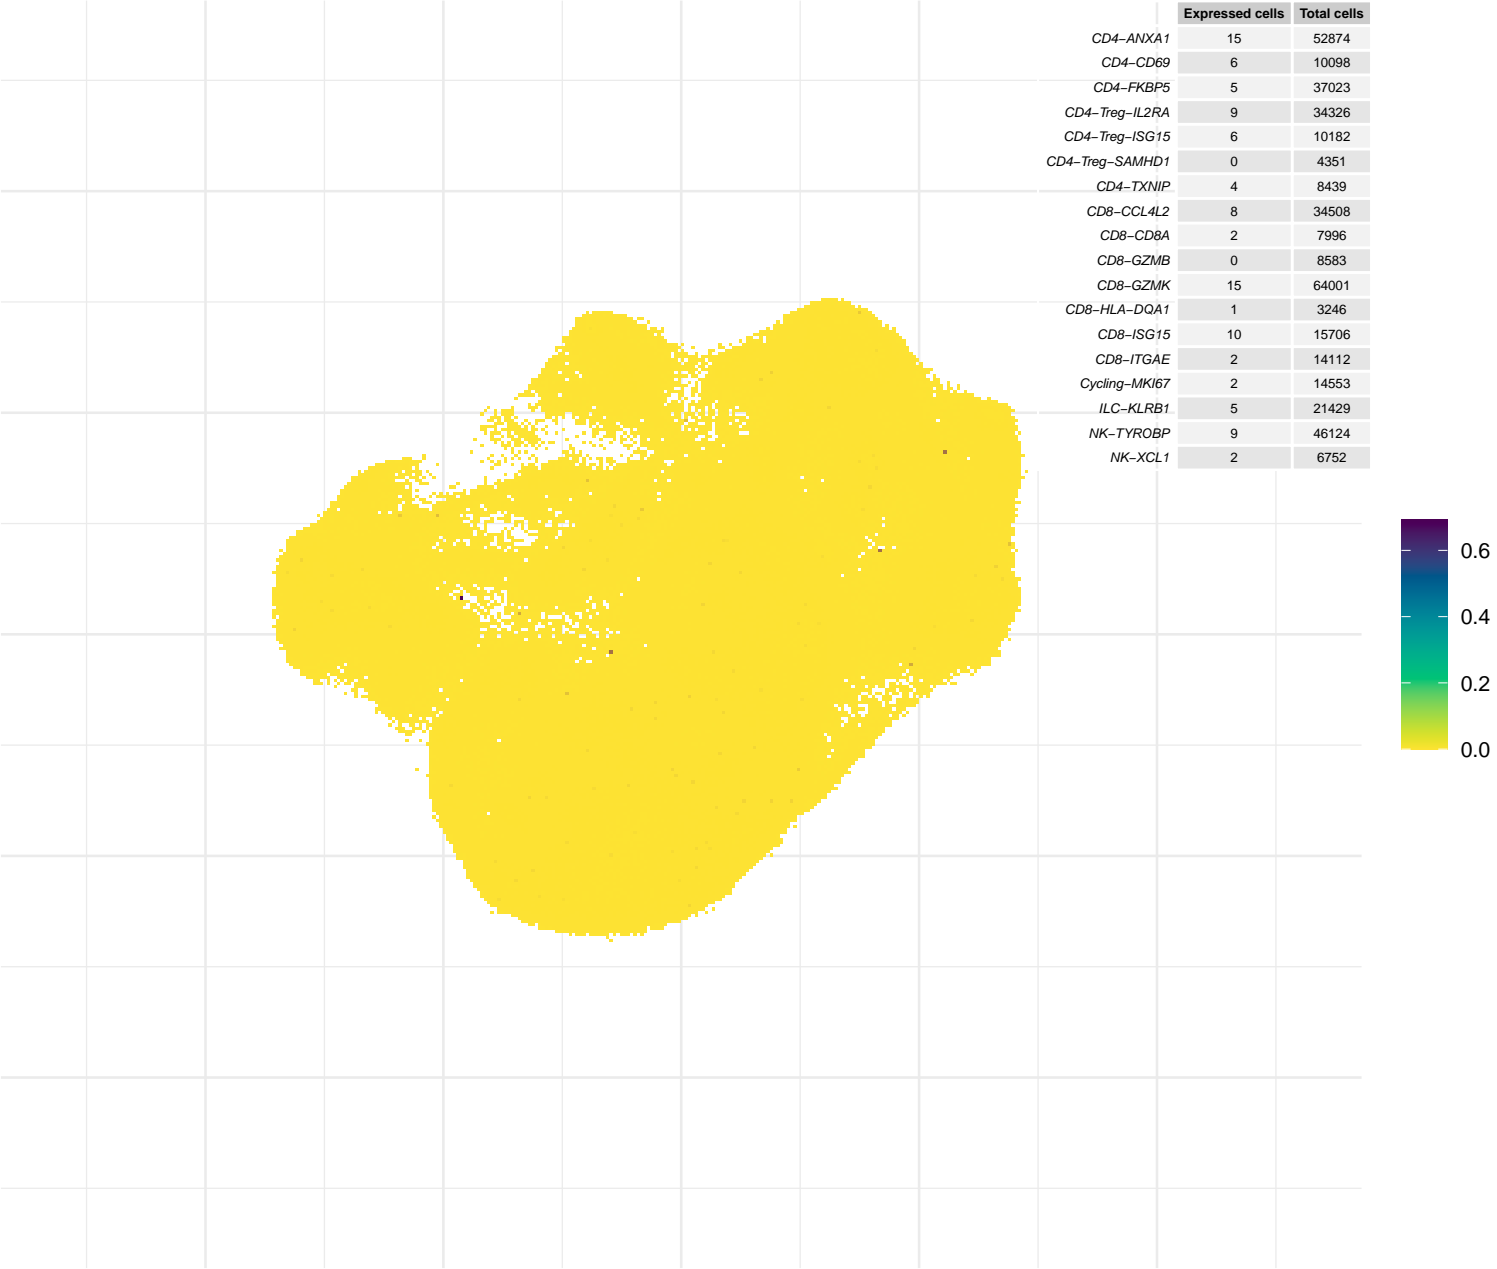 Expressed cells Total cells
CD4−ANXA1 15 52874
CD4−CD69 6 10098
CD4−FKBP5 5 37023
CD4−Treg−IL2RA 9 34326
CD4−Treg−ISG15 6 10182
CD4−Treg−SAMHD1 0 4351
CD4−TXNIP 4 8439
CD8−CCL4L2 8 34508
CD8−CD8A 2 7996
CD8−GZMB 0 8583
CD8−GZMK 15 64001
CD8−HLA−DQA1 1 3246
CD8−ISG15 10 15706
CD8−ITGAE 2 14112
Cycling−MKI67 2 14553
ILC−KLRB1 5 21429
NK−TYROBP 9 46124
NK−XCL1 2 6752
0.6
0.4
0.2
0.0